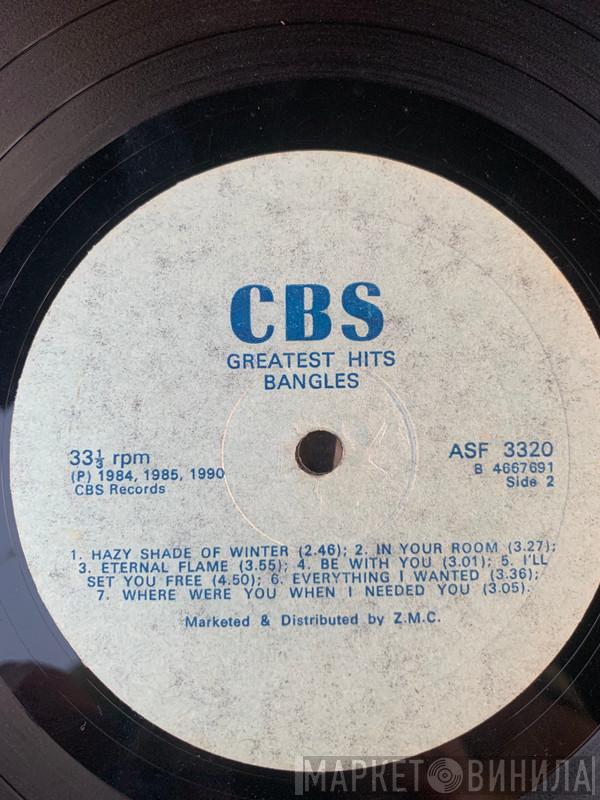 CBS
GREATEST HITS
BANGLES
33⅓ rpm
(P) 1984, 1985, 1990
CBS Records
ASF 3320
B 4667691
Side 2
1. HAZY SHADE OF WINTER (2.46); 2. IN YOUR ROOM (3.27);
3. ETERNAL FLAME (3.55); 4. BE WITH YOU (3.01); 5. I'LL
SET YOU FREE (4.50); 6. EVERYTHING I WANTED (3.36);
7. WHERE WERE YOU WHEN I NEEDED YOU (3.05).
Marketed & Distributed by Z.M.C.
МАРКЕТ ВИНИЛА